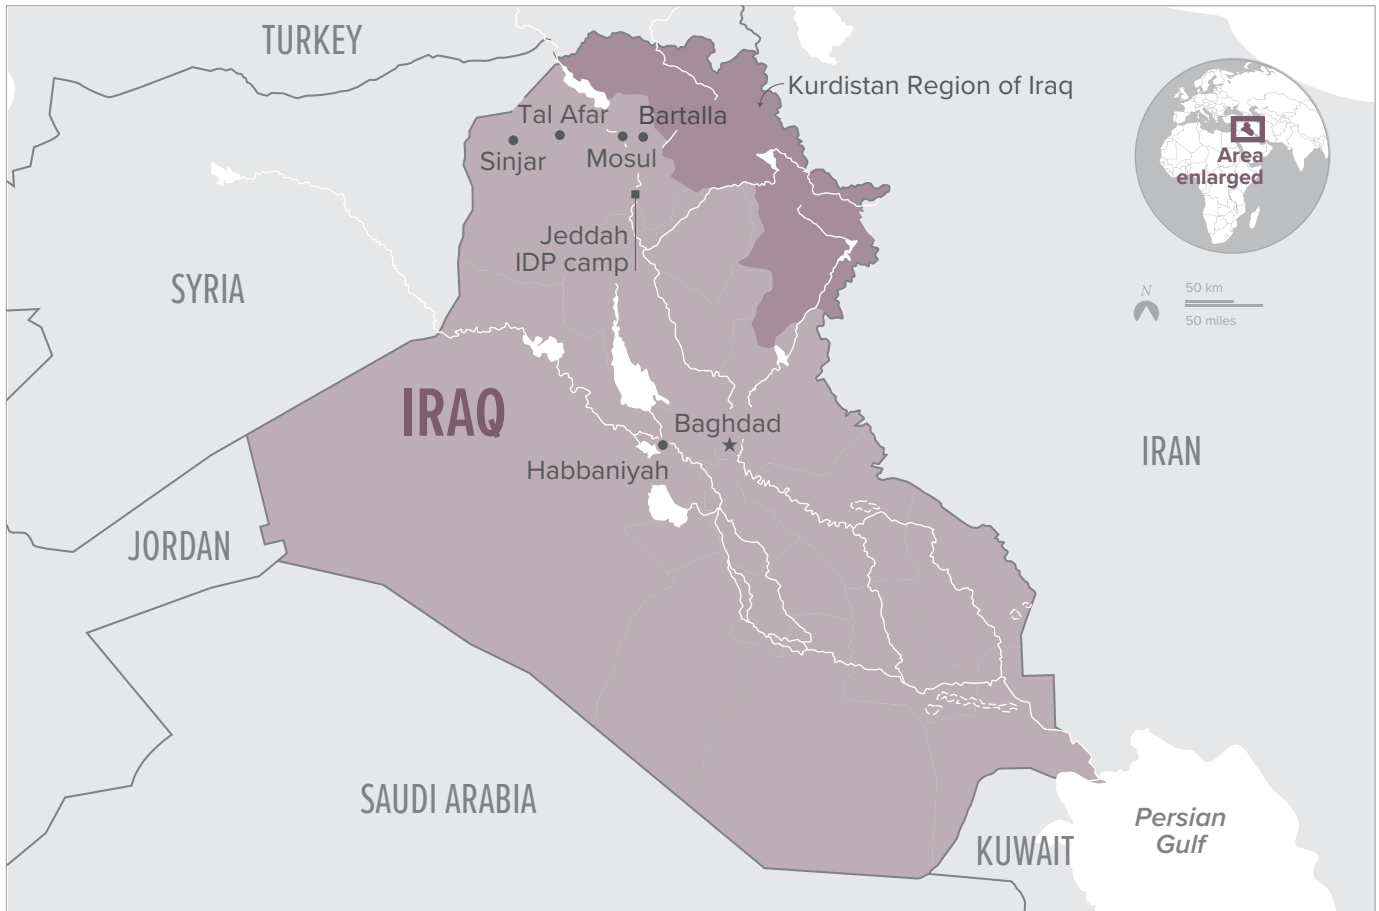 TURKEY
Kurdistan Region of Iraq
Tal Afar
Bartalla
Sinjar
Mosul
Area
enlarged
Jeddah
IDP camp
SYRIA
N
50 km
50 miles
IRAQ
Baghdad
IRAN
Habbaniyah
JORDAN
SAUDI ARABIA
Persian
Gulf
KUWAIT